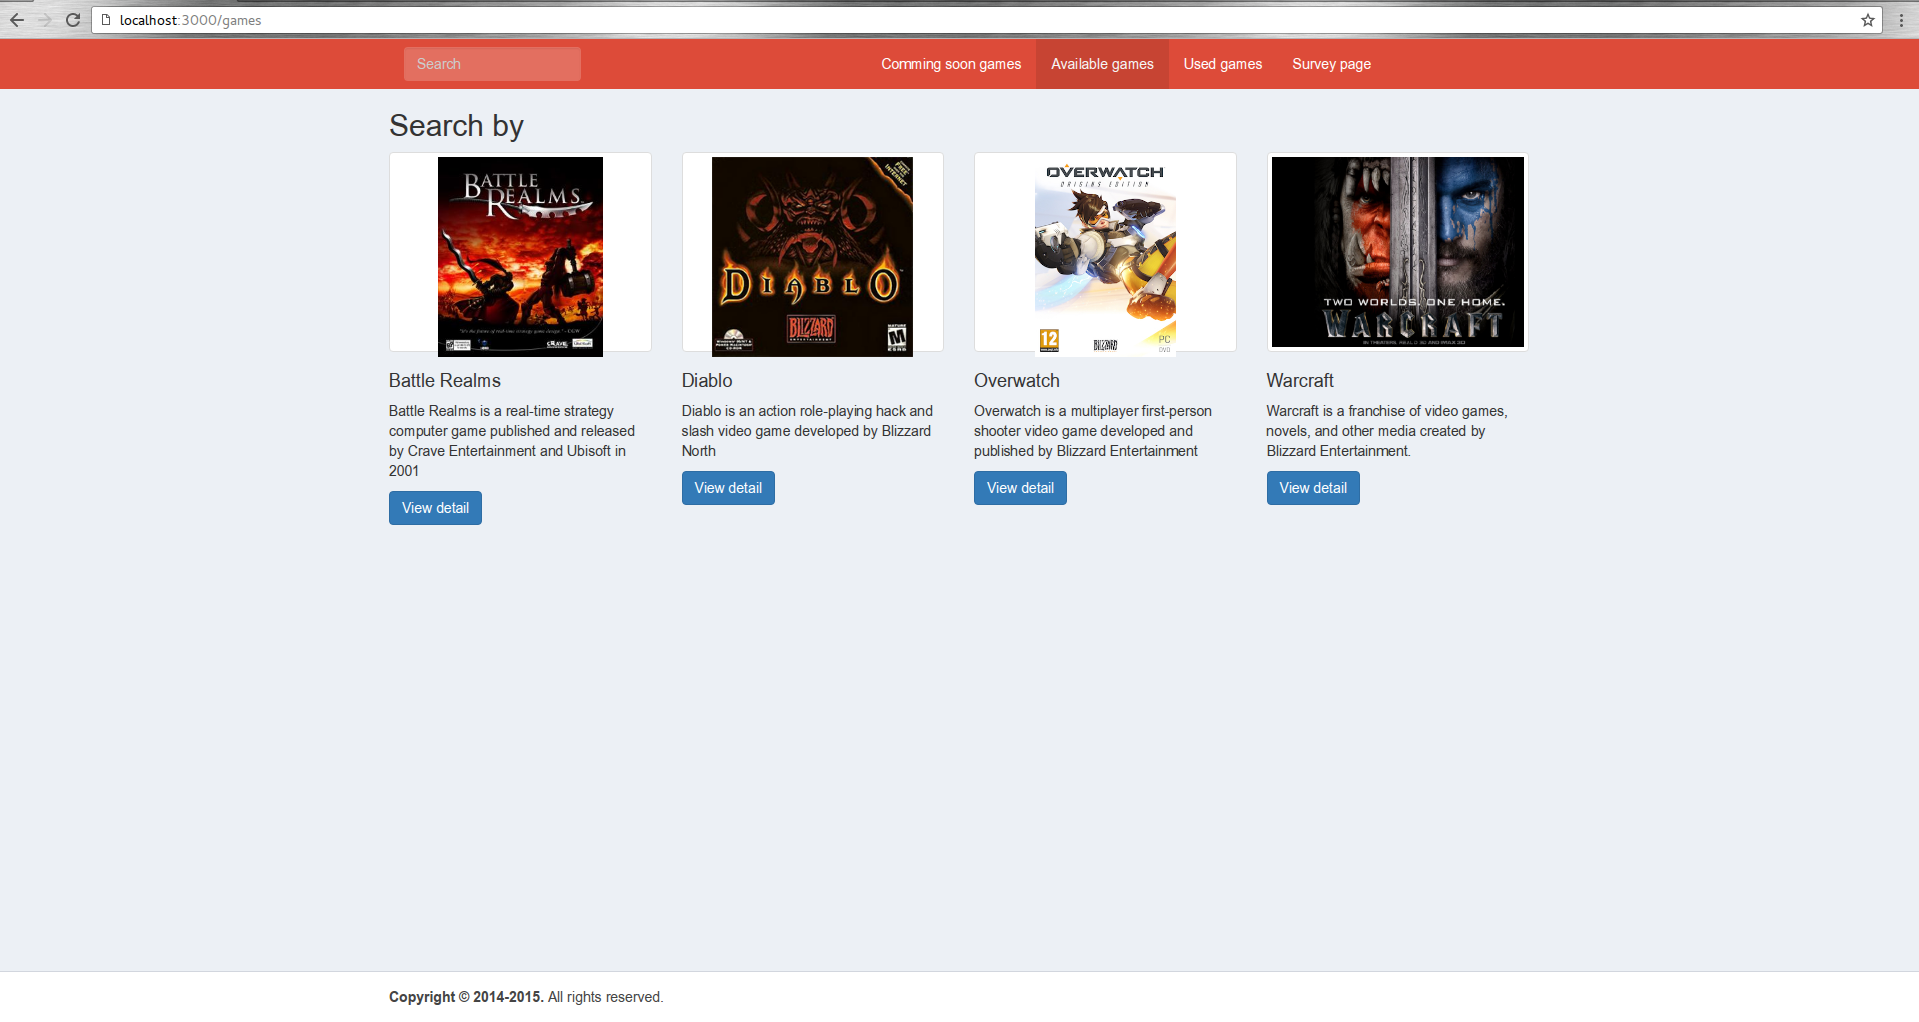 localhost:3000/games
Search
Comming soon games
Available games
Used games
Survey page
Search by
BATTLE
REALMS
DIABLO
BLIZZARD
ENTERTAINMENT
OVERWATCH
ORIGINS EDITION
12
BLIZZARD
PC
DVD
TWO WORLDS. ONE HOME.
WARCRAFT
Battle Realms
Battle Realms is a real-time strategy
computer game published and released
by Crave Entertainment and Ubisoft in
2001
View detail
Diablo
Diablo is an action role-playing hack and
slash video game developed by Blizzard
North
View detail
Overwatch
Overwatch is a multiplayer first-person
shooter video game developed and
published by Blizzard Entertainment
View detail
Warcraft
Warcraft is a franchise of video games,
novels, and other media created by
Blizzard Entertainment.
View detail
Copyright © 2014-2015. All rights reserved.